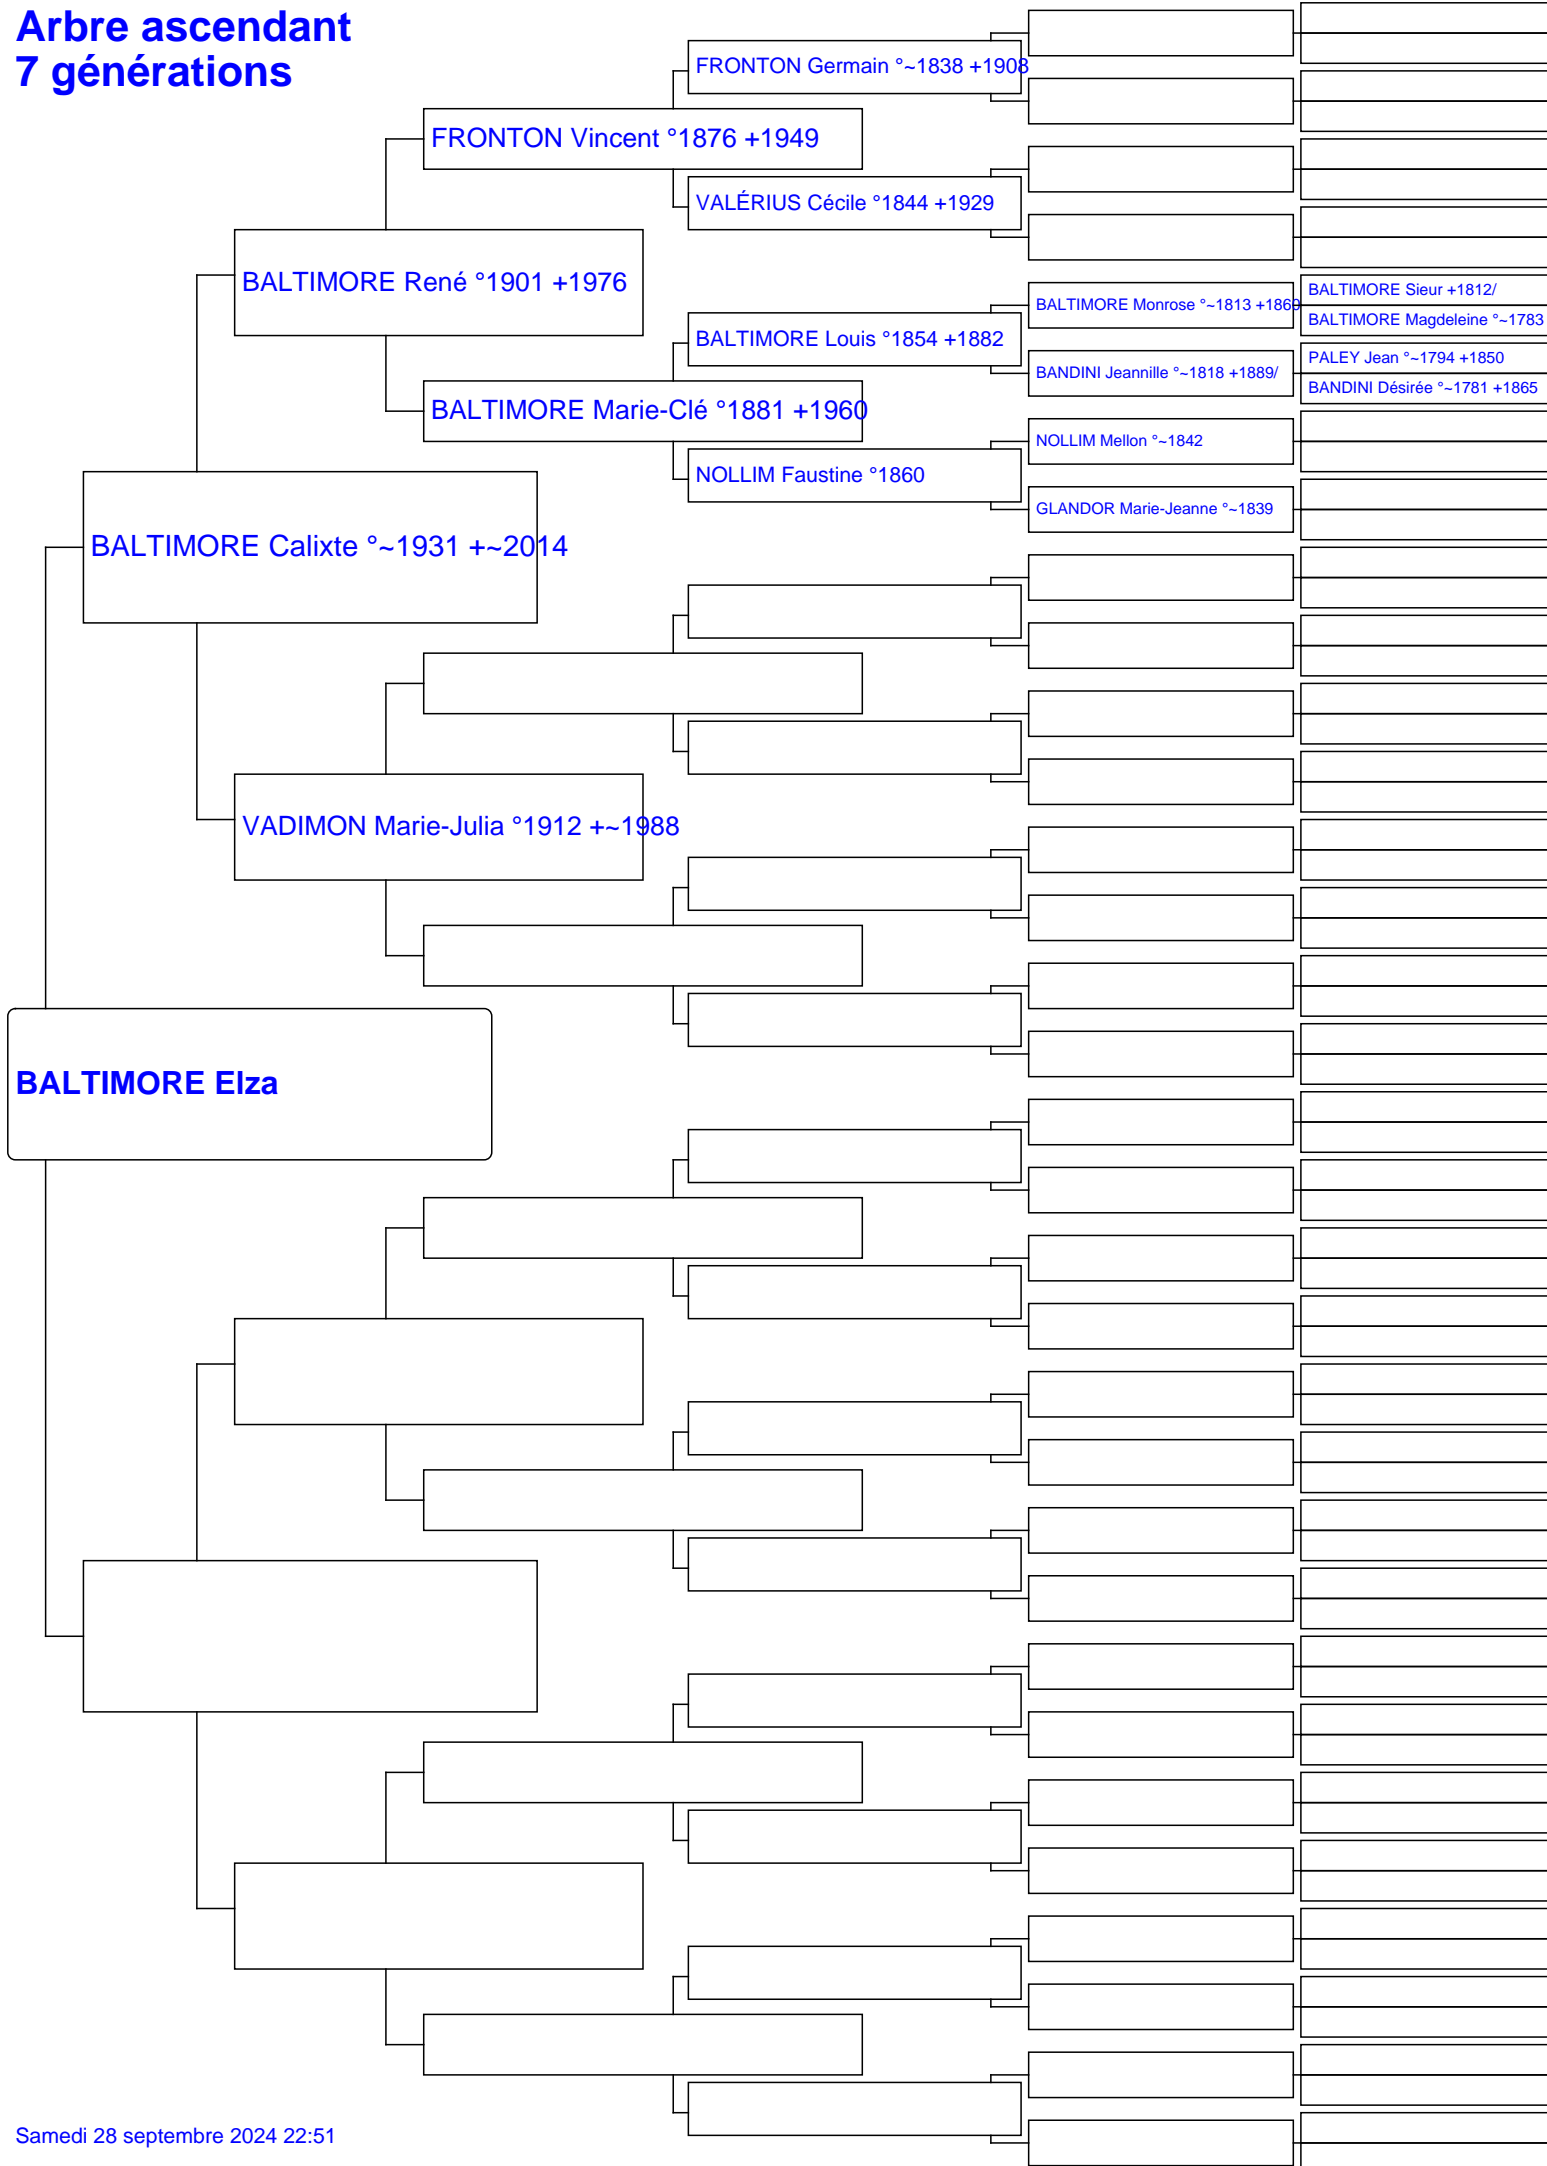 Arbre ascendant
7 générations
FRONTON Germain °~1838 +1908
FRONTON Vincent °1876 +1949
VALÉRIUS Cécile °1844 +1929
BALTIMORE René °1901 +1976
BALTIMORE Sieur +1812/
BALTIMORE Monrose °~1813 +1860
BALTIMORE Magdeleine °~1783
BALTIMORE Louis °1854 +1882
PALEY Jean °~1794 +1850
BANDINI Jeannille °~1818 +1889/
BANDINI Désirée °~1781 +1865
BALTIMORE Marie-Clé °1881 +1960
NOLLIM Mellon °~1842
NOLLIM Faustine °1860
GLANDOR Marie-Jeanne °~1839
BALTIMORE Calixte °~1931 +~2014
VADIMON Marie-Julia °1912 +~1988
BALTIMORE Elza
Samedi 28 septembre 2024 22:51